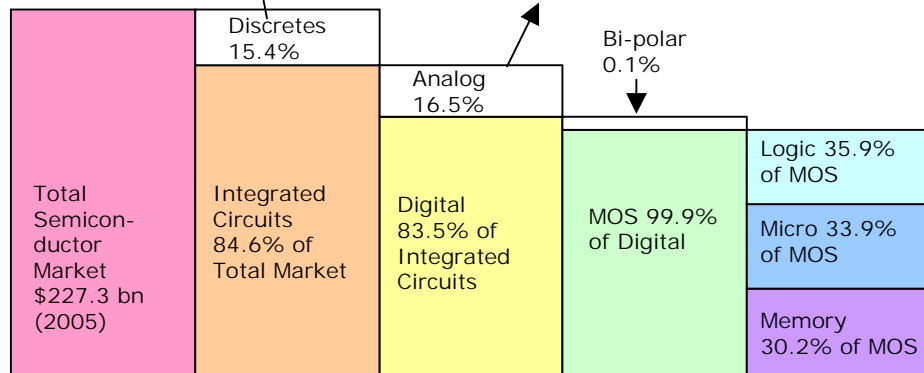 Total
Semicon-
ductor
Market
$227.3 bn
(2005)
Discretes
15.4%
Integrated
Circuits
84.6% of
Total Market
Analog
16.5%
Digital
83.5% of
Integrated
Circuits
Bi-polar
0.1%
MOS 99.9%
of Digital
Logic 35.9%
of MOS
Micro 33.9%
of MOS
Memory
30.2% of MOS